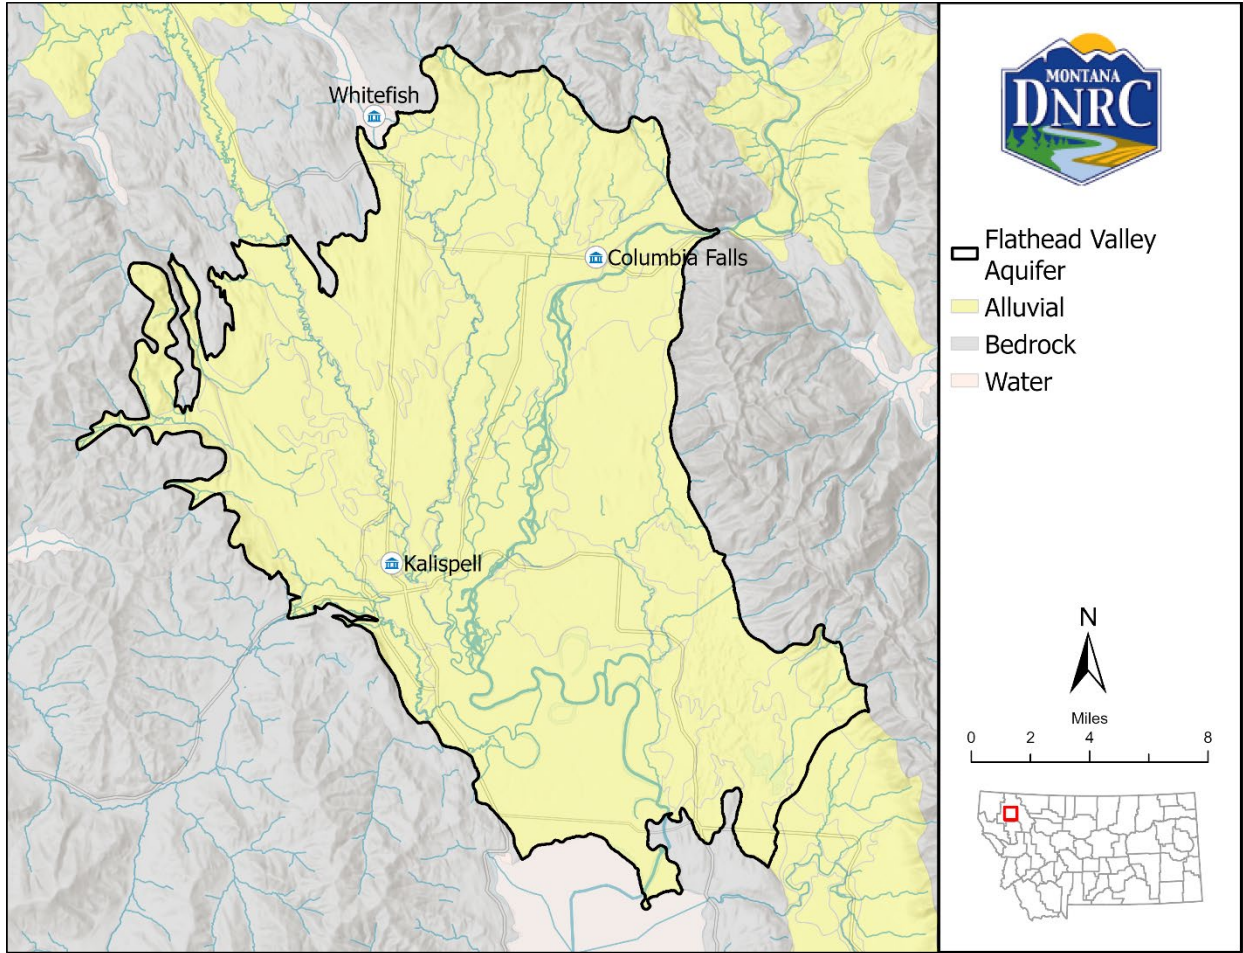 Whitefish
Columbia Falls
Kalispell
MONTANA
DNRC
Flathead Valley
Aquifer
Alluvial
Bedrock
Water
N
Miles
0 2 4 8